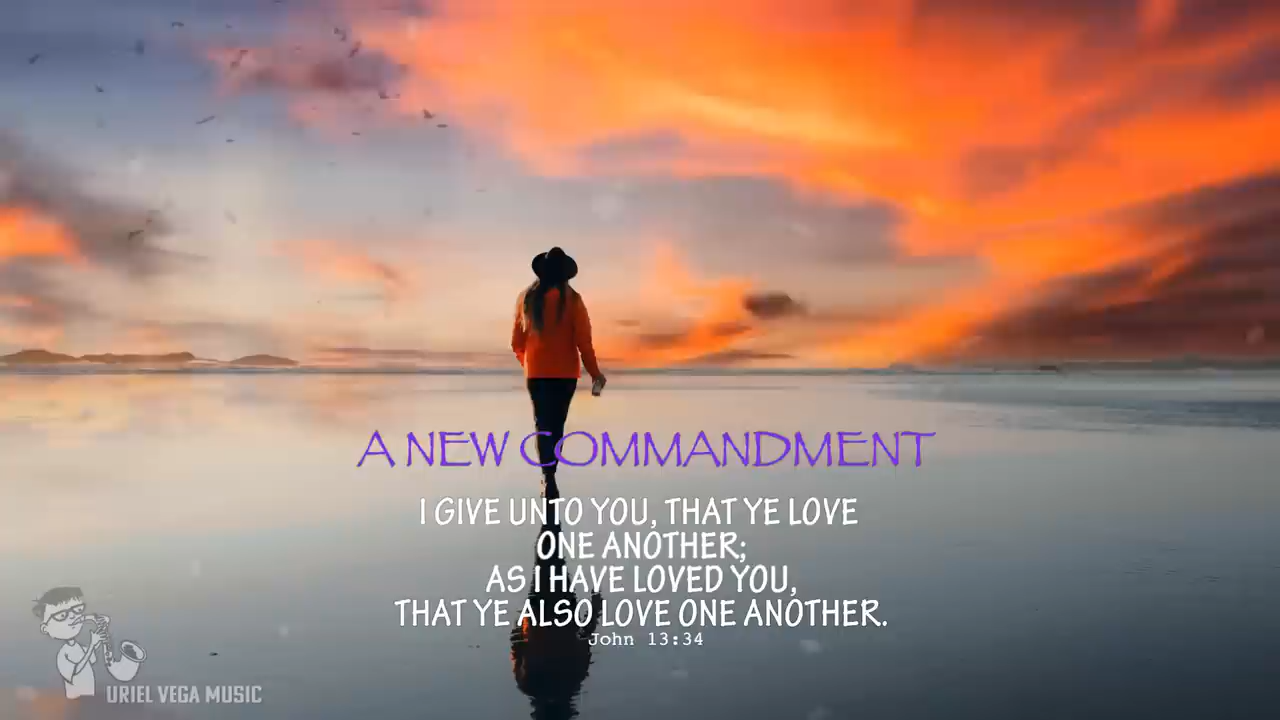 A NEW COMMANDMENT
I GIVE UNTO YOU, THAT YE LOVE
ONE ANOTHER;
AS I HAVE LOVED YOU,
THAT YE ALSO LOVE ONE ANOTHER.
John 13:34
URIEL VEGA MUSIC